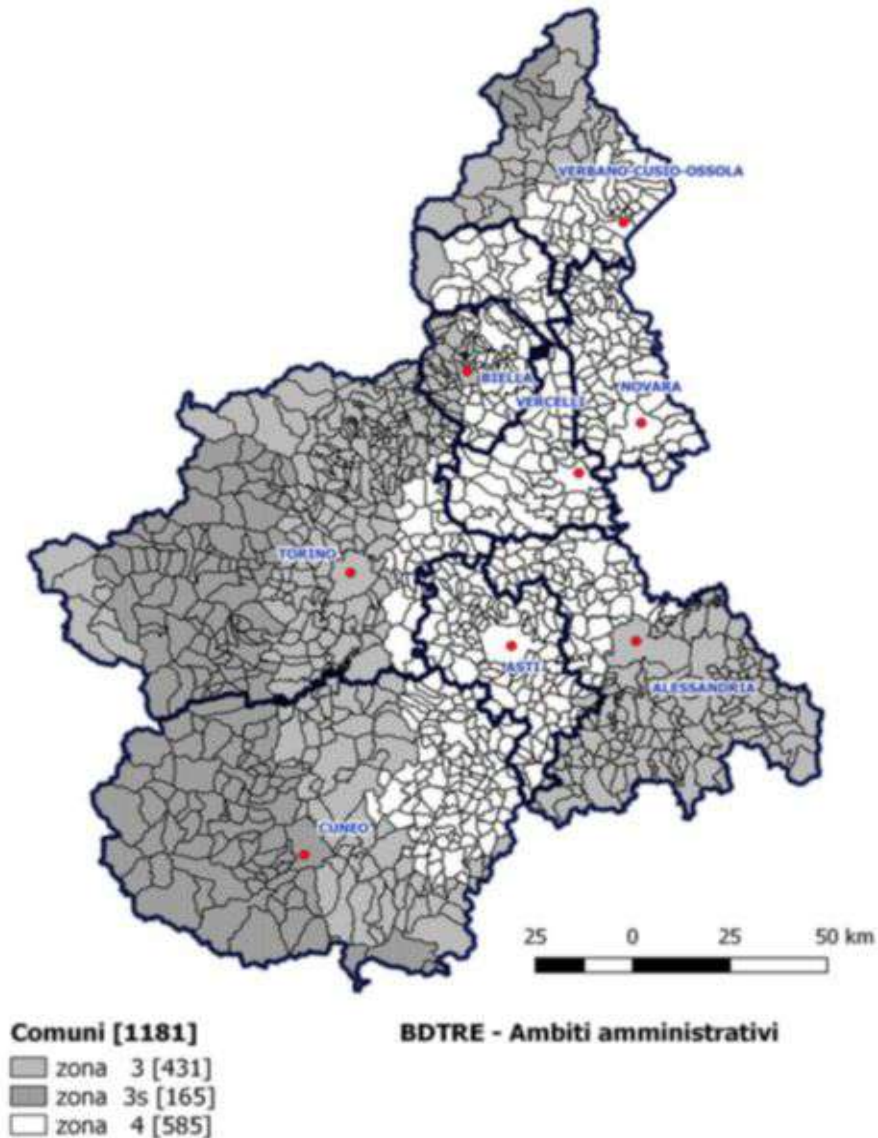 VERBANO-CUSIO-OSSOLA
BIELLA
NOVARA
VERCELLI
TORINO
ASTI
ALESSANDRIA
CUNEO
25 0 25 50 km
Comuni [1181]
BDTRE - Ambiti amministrativi
zona 3 [431]
zona 3s [165]
zona 4 [585]